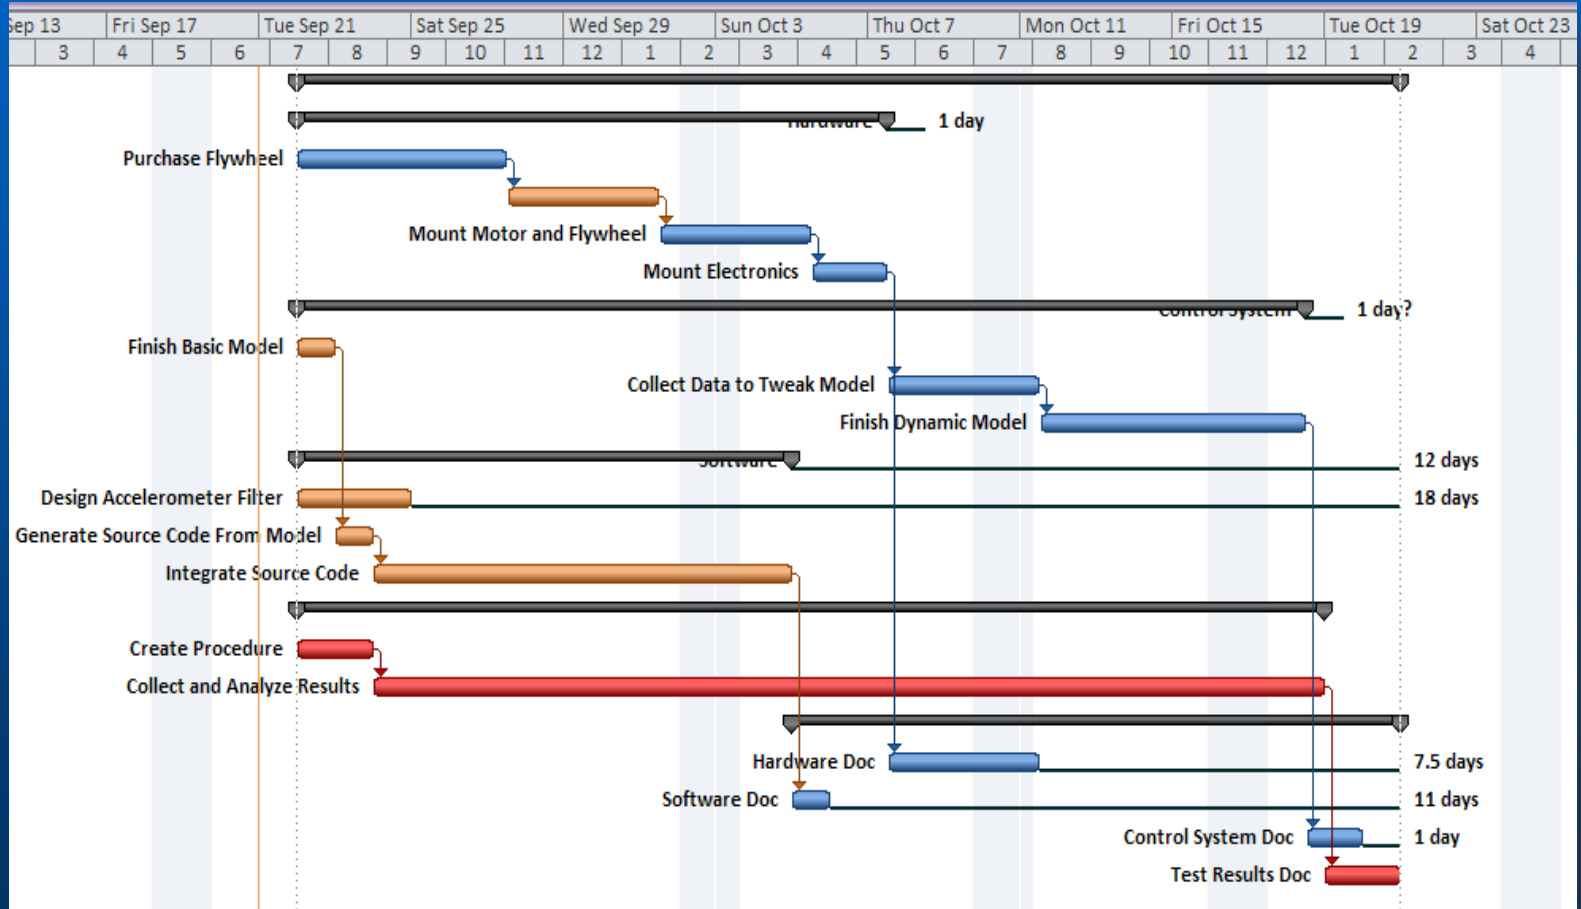 Sep 13 Fri Sep 17 Tue Sep 21 Sat Sep 25 Wed Sep 29 Sun Oct 3 Thu Oct 7 Mon Oct 11 Fri Oct 15 Tue Oct 19 Sat Oct 23
3 4 5 6 7 8 9 10 11 12 1 2 3 4 5 6 7 8 9 10 11 12 1 2 3 4
Hardware 1 day
Purchase Flywheel
Mount Motor and Flywheel
Mount Electronics
Control System 1 day?
Finish Basic Model
Collect Data to Tweak Model
Finish Dynamic Model
Software 12 days
Design Accelerometer Filter 18 days
Generate Source Code From Model
Integrate Source Code
Create Procedure
Collect and Analyze Results
Hardware Doc 7.5 days
Software Doc 11 days
Control System Doc 1 day
Test Results Doc